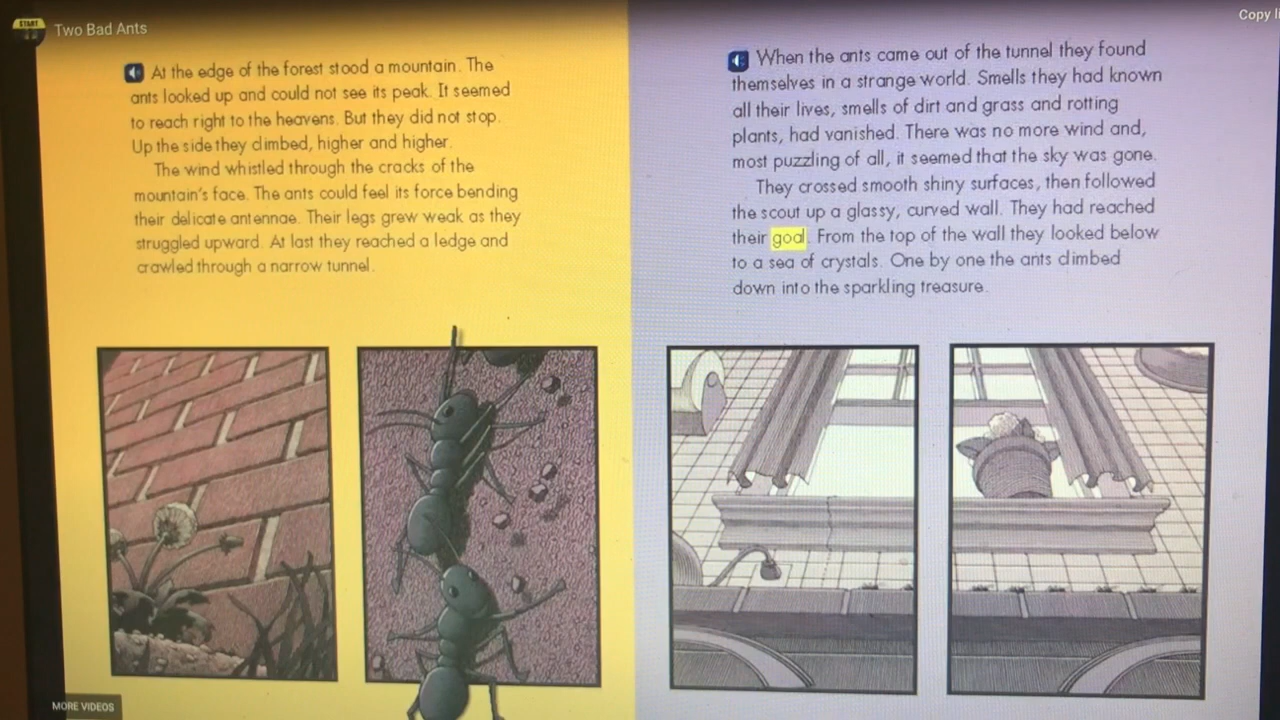 START
Two Bad Ants
Copy li
At the edge of the forest stood a mountain. The
ants looked up and could not see its peak. It seemed
to reach right to the heavens. But they did not stop.
Up the side they climbed, higher and higher.
The wind whistled through the cracks of the
mountain's face. The ants could feel its force bending
their delicate antennae. Their legs grew weak as they
struggled upward. At last they reached a ledge and
crawled through a narrow tunnel.
When the ants came out of the tunnel they found
themselves in a strange world. Smells they had known
all their lives, smells of dirt and grass and rotting
plants, had vanished. There was no more wind and,
most puzzling of all, it seemed that the sky was gone.
They crossed smooth shiny surfaces, then followed
the scout up a glassy, curved wall. They had reached
their goal. From the top of the wall they looked below
to a sea of crystals. One by one the ants climbed
down into the sparkling treasure.
MORE VIDEOS